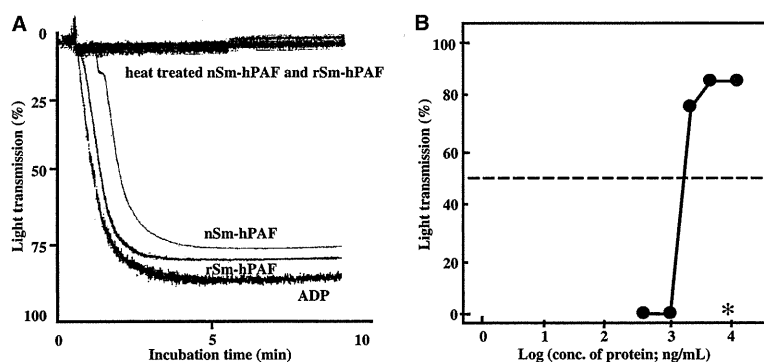 A
Light transmission (%)
0
25
50
75
100
heat treated nSm-hPAF and rSm-hPAF
nSm-hPAF
rSm-hPAF
ADP
0 5 10
Incubation time (min)
B
Light transmission (%)
100
80
60
40
20
0
*
0 1 2 3 4
Log (conc. of protein; ng/mL)